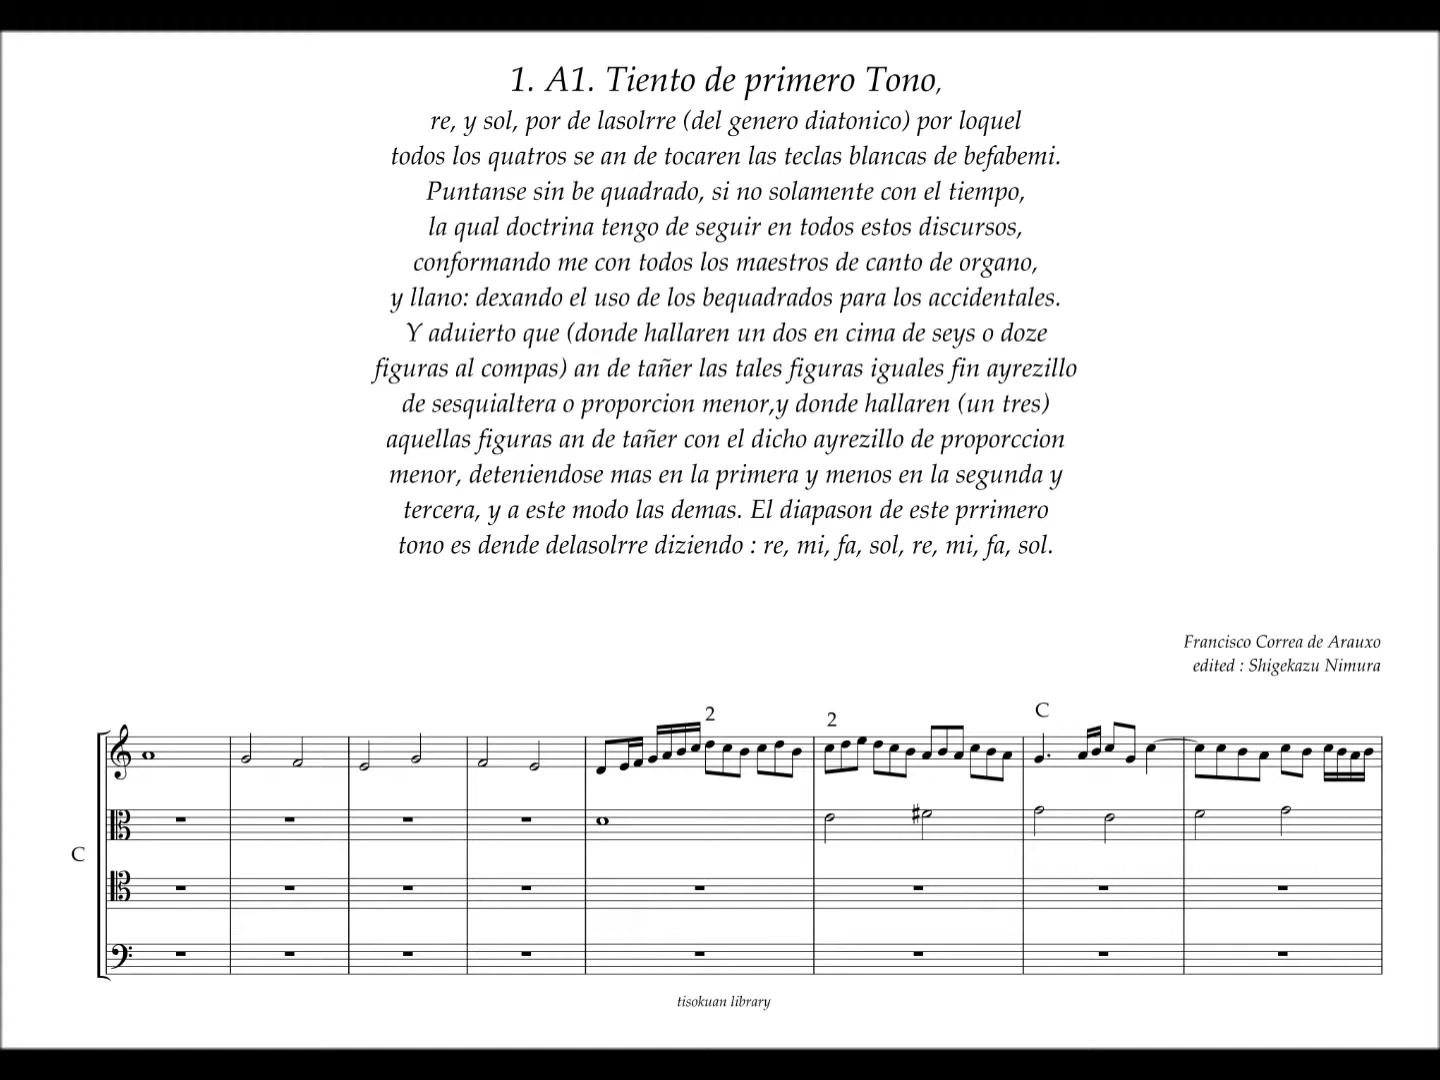 1. A1. Tiento de primero Tono,
re, y sol, por de lasolrre (del genero diatonico) por loquel
todos los quatros se an de tocaren las teclas blancas de befabemi.
Puntanse sin be quadrado, si no solamente con el tiempo,
la qual doctrina tengo de seguir en todos estos discursos,
conformando me con todos los maestros de canto de organo,
y llano: dexando el uso de los bequadrados para los accidentales.
Y aduierto que (donde hallaren un dos en cima de seys o doze
figuras al compas) an de tañer las tales figuras iguales fin ayrezillo
de sesquialtera o proporcion menor,y donde hallaren (un tres)
aquellas figuras an de tañer con el dicho ayrezillo de proporccion
menor, deteniendose mas en la primera y menos en la segunda y
tercera, y a este modo las demas. El diapason de este prrimero
tono es dende delasolrre diziendo : re, mi, fa, sol, re, mi, fa, sol.
Francisco Correa de Arauxo
edited : Shigekazu Nimura
2 2 C
C
tisokuan library